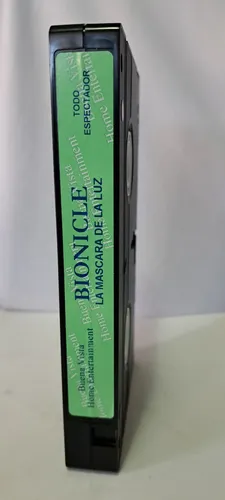 Buena Vista
Home Entertainment
BIONICLE
LA MASCARA DE LA LUZ
TODO
ESPECTADOR